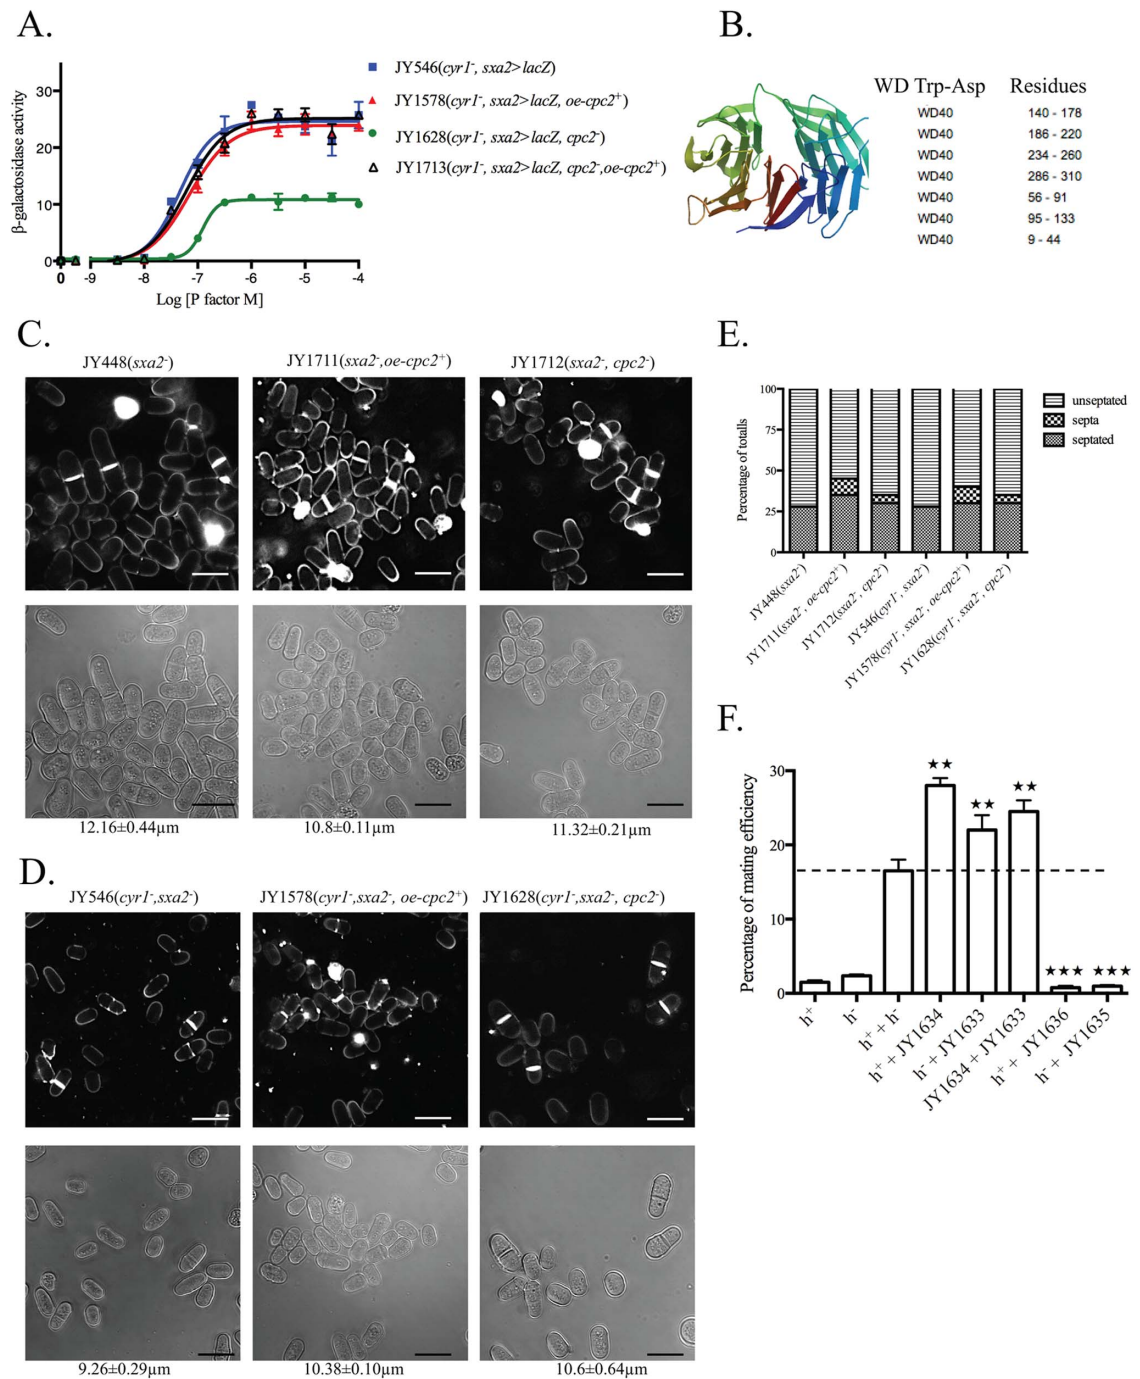 A.
β-galactosidase activity
30
20
10
0
0 -9 -8 -7 -6 -5 -4
Log [P factor M]
JY546(cyr1⁻, sxa2>lacZ)
JY1578(cyr1⁻, sxa2>lacZ, oe-cpc2⁺)
JY1628(cyr1⁻, sxa2>lacZ, cpc2⁻)
JY1713(cyr1⁻, sxa2>lacZ, cpc2⁻,oe-cpc2⁺)
B.
WD Trp-Asp Residues
WD40 140 - 178
WD40 186 - 220
WD40 234 - 260
WD40 286 - 310
WD40 56 - 91
WD40 95 - 133
WD40 9 - 44
C.
JY448(sxa2⁻)
JY1711(sxa2⁻,oe-cpc2⁺)
JY1712(sxa2⁻, cpc2⁻)
12.16±0.44µm
10.8±0.11µm
11.32±0.21µm
D.
JY546(cyr1⁻,sxa2⁻)
JY1578(cyr1⁻,sxa2⁻, oe-cpc2⁺)
JY1628(cyr1⁻,sxa2⁻, cpc2⁻)
9.26±0.29µm
10.38±0.10µm
10.6±0.64µm
E.
Percentage of totalls
100
75
50
25
0
unseptated
septa
septated
JY448(sxa2⁻)
JY1711(sxa2⁻, oe-cpc2⁺)
JY1712(sxa2⁻, cpc2⁻)
JY546(cyr1⁻, sxa2⁻)
JY1578(cyr1⁻, sxa2⁻, oe-cpc2⁺)
JY1628(cyr1⁻, sxa2⁻, cpc2⁻)
F.
Percentage of mating efficiency
30
20
10
0
★★
★★
★★
★★★
★★★
h⁺
h⁻
h⁺ + h⁻
h⁺ + JY1634
h⁻ + JY1633
JY1634 + JY1633
h⁺ + JY1636
h⁻ + JY1635